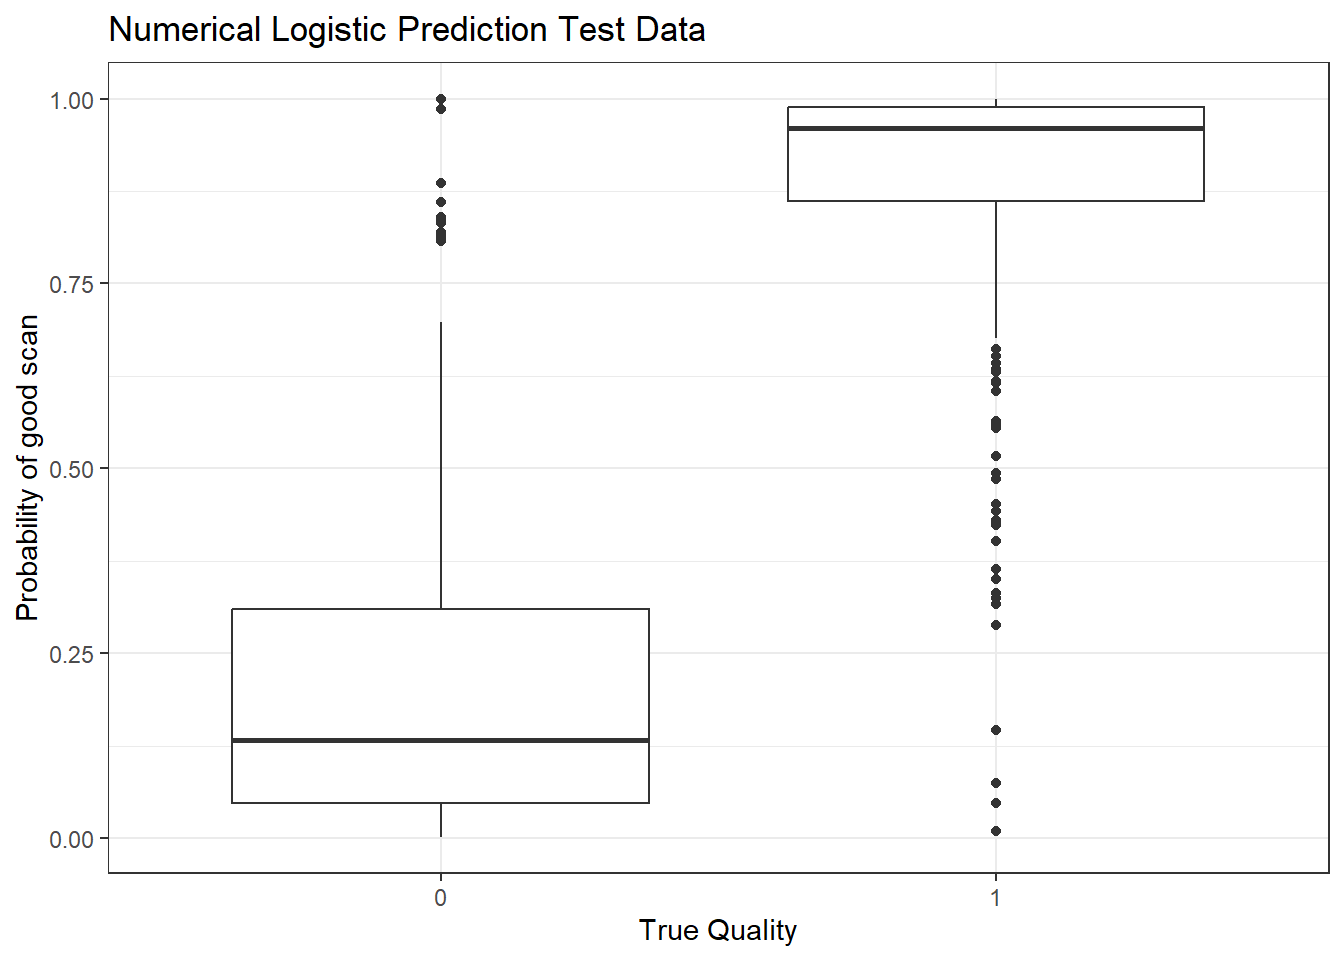 Numerical Logistic Prediction Test Data
Probability of good scan
1.00
0.75
0.50
0.25
0.00
0 1
True Quality